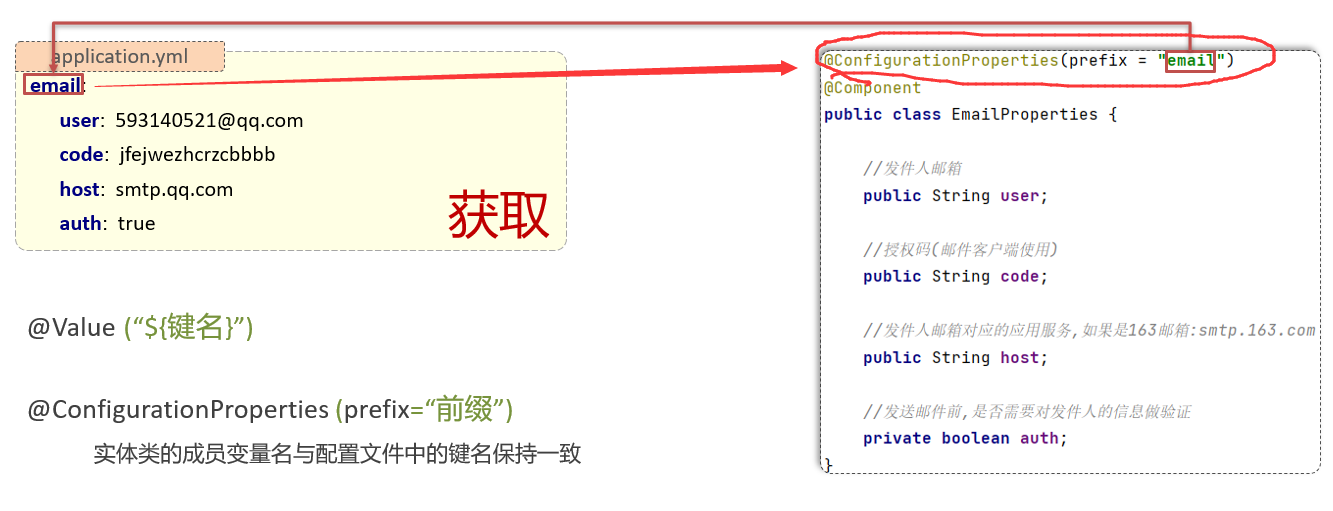 application.yml
email:
user: 593140521@qq.com
code: jfejwezhcrzcbbbb
host: smtp.qq.com
auth: true
获取
@Value (“${键名}”)
@ConfigurationProperties (prefix=“前缀”)
实体类的成员变量名与配置文件中的键名保持一致
@ConfigurationProperties(prefix = "email")
@Component
public class EmailProperties {
//发件人邮箱
public String user;
//授权码(邮件客户端使用)
public String code;
//发件人邮箱对应的应用服务,如果是163邮箱:smtp.163.com
public String host;
//发送邮件前,是否需要对发件人的信息做验证
private boolean auth;
}